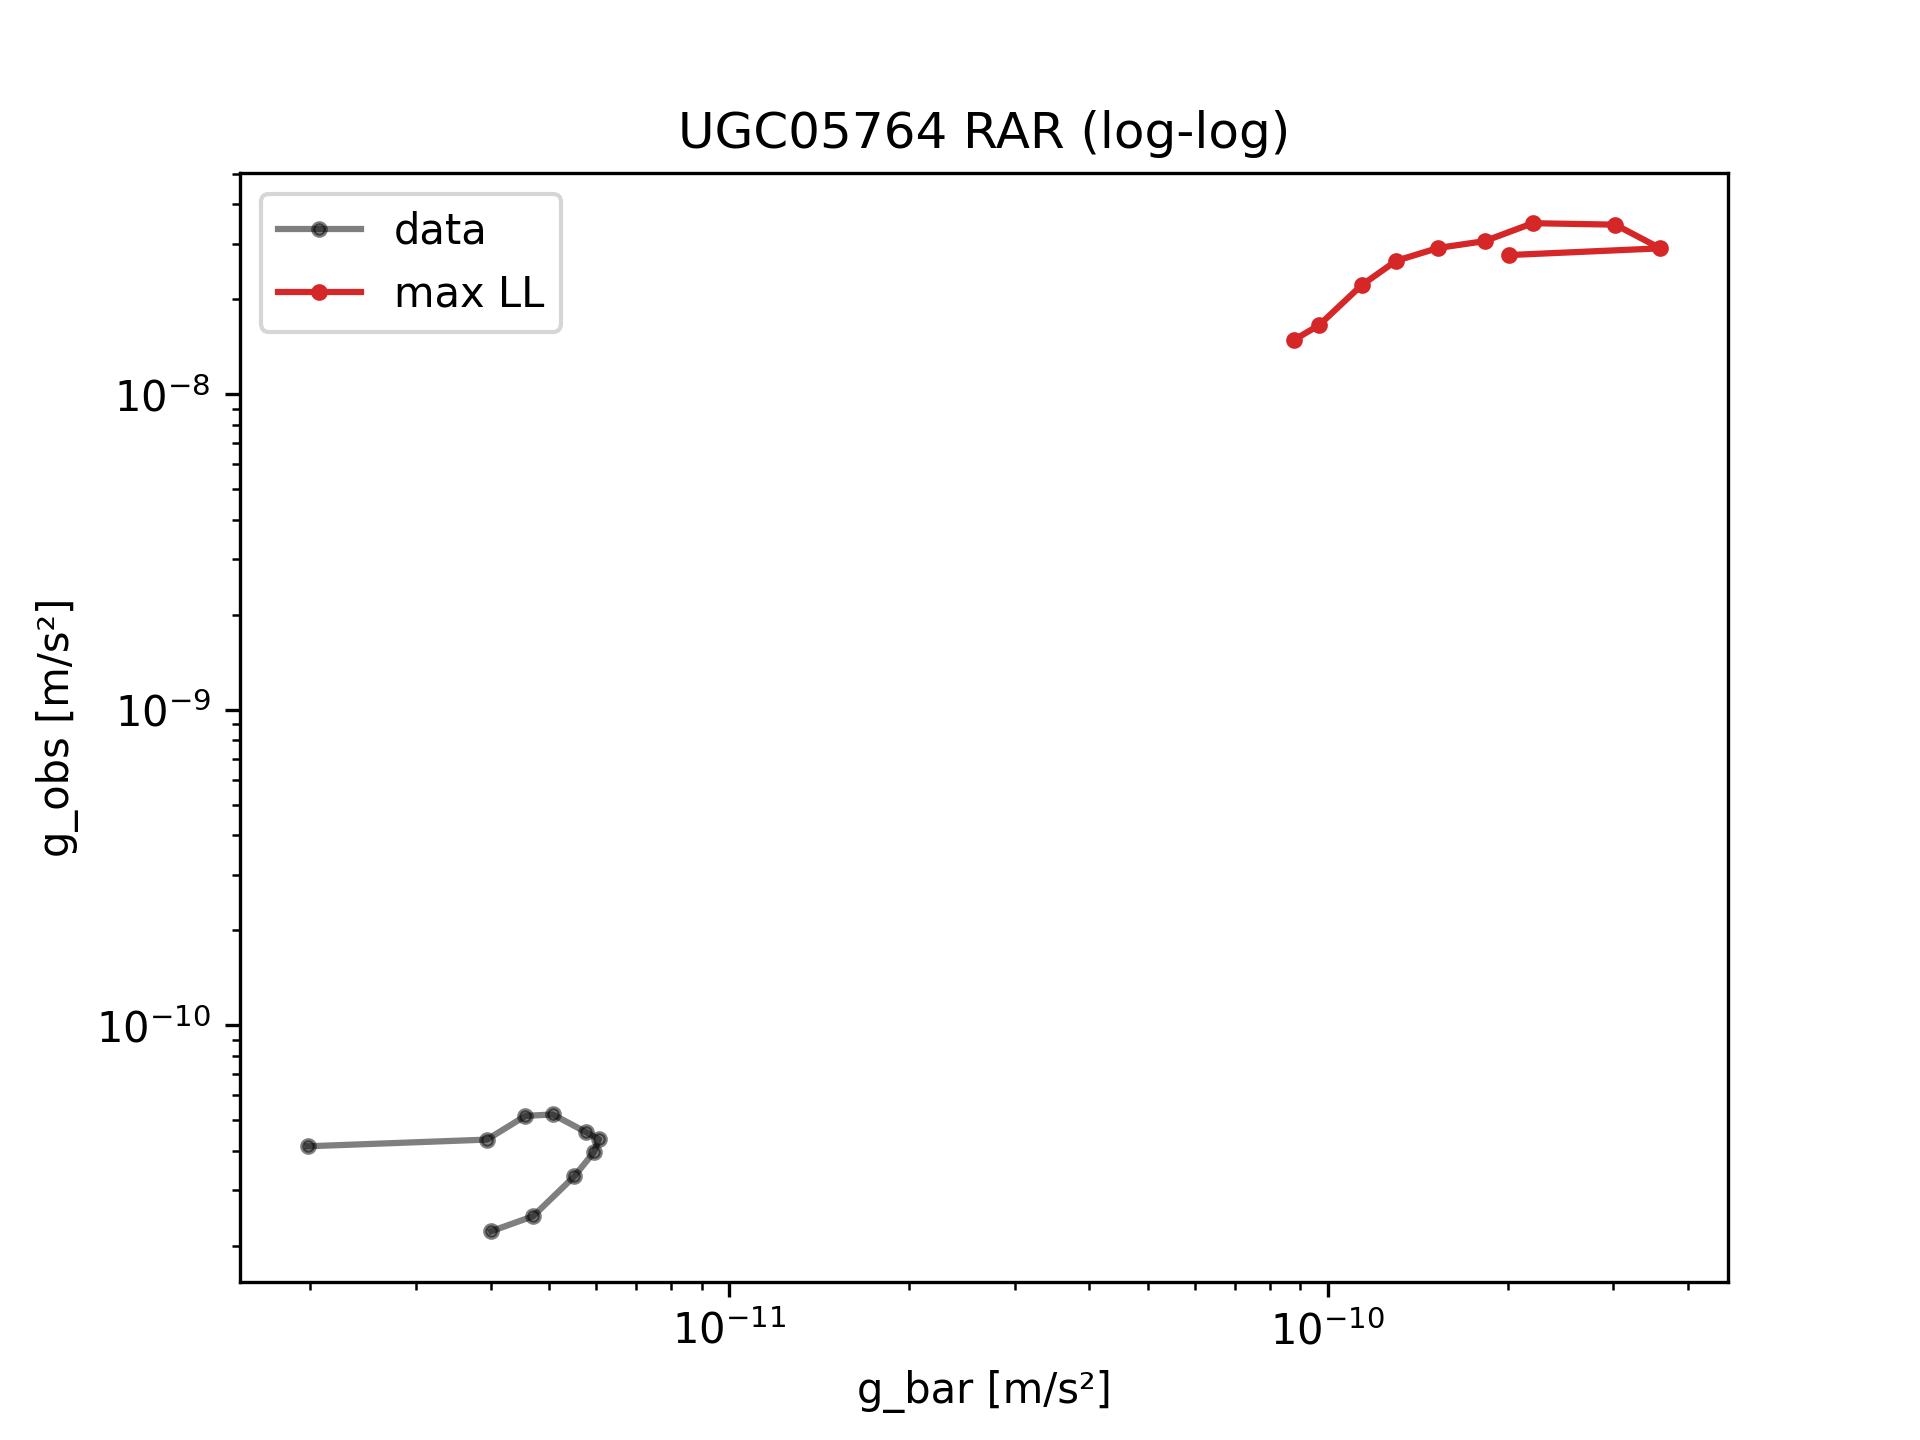 UGC05764 RAR (log-log)
data
max LL
10⁻⁸
10⁻⁹
10⁻¹⁰
g_obs [m/s²]
10⁻¹¹ 10⁻¹⁰
g_bar [m/s²]